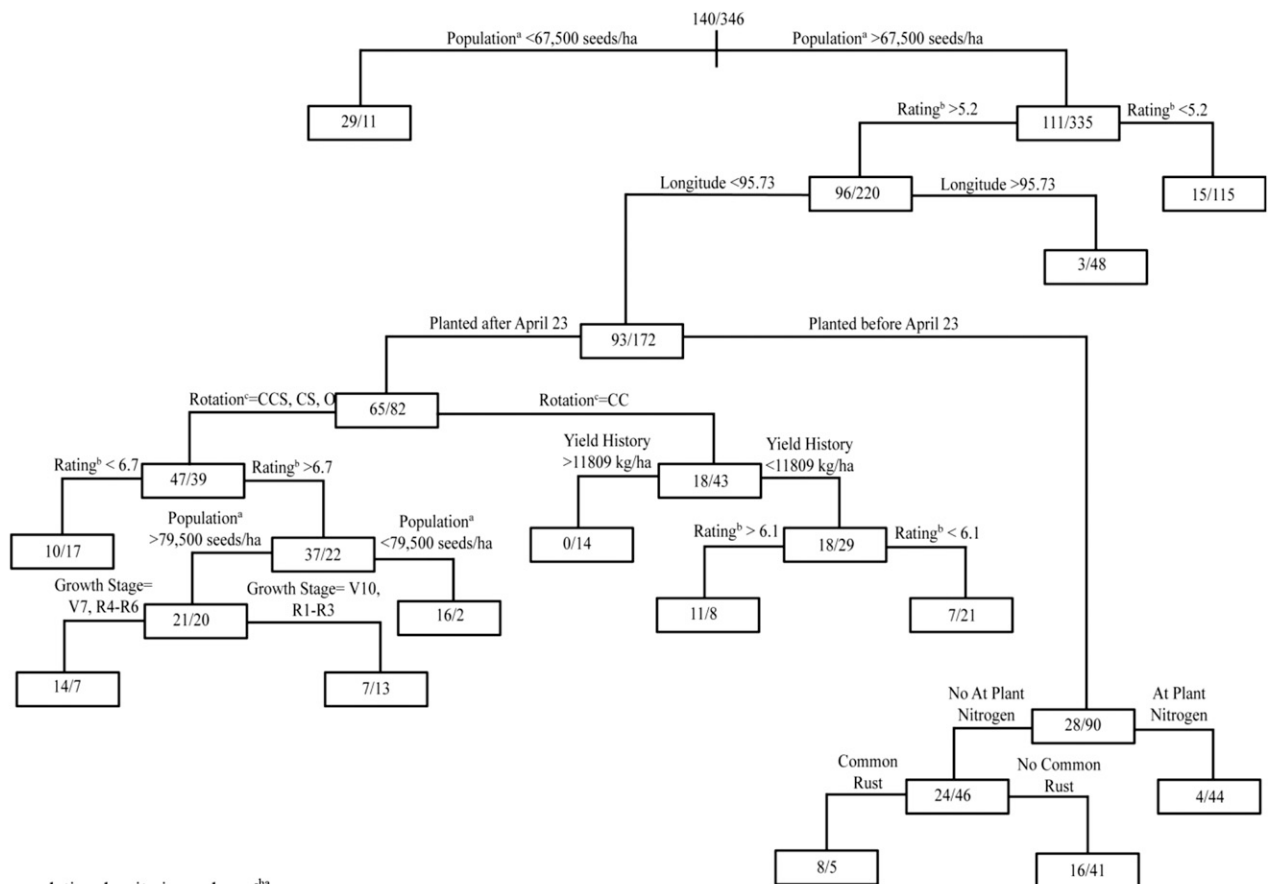 140/346
Populationᵃ <67,500 seeds/ha
Populationᵃ >67,500 seeds/ha
29/11
Ratingᵇ >5.2
111/335
Ratingᵇ <5.2
Longitude <95.73
96/220
Longitude >95.73
15/115
3/48
Planted after April 23
93/172
Planted before April 23
Rotationᶜ=CCS, CS, O
65/82
Rotationᶜ=CC
Ratingᵇ < 6.7
47/39
Ratingᵇ >6.7
Yield History
>11809 kg/ha
18/43
Yield History
<11809 kg/ha
10/17
Populationᵃ
>79,500 seeds/ha
37/22
Populationᵃ
<79,500 seeds/ha
0/14
Ratingᵇ > 6.1
18/29
Ratingᵇ < 6.1
Growth Stage=
V7, R4-R6
21/20
Growth Stage= V10,
R1-R3
16/2
11/8
7/21
14/7
7/13
No At Plant
Nitrogen
28/90
At Plant
Nitrogen
Common
Rust
24/46
No Common
Rust
4/44
8/5
16/41